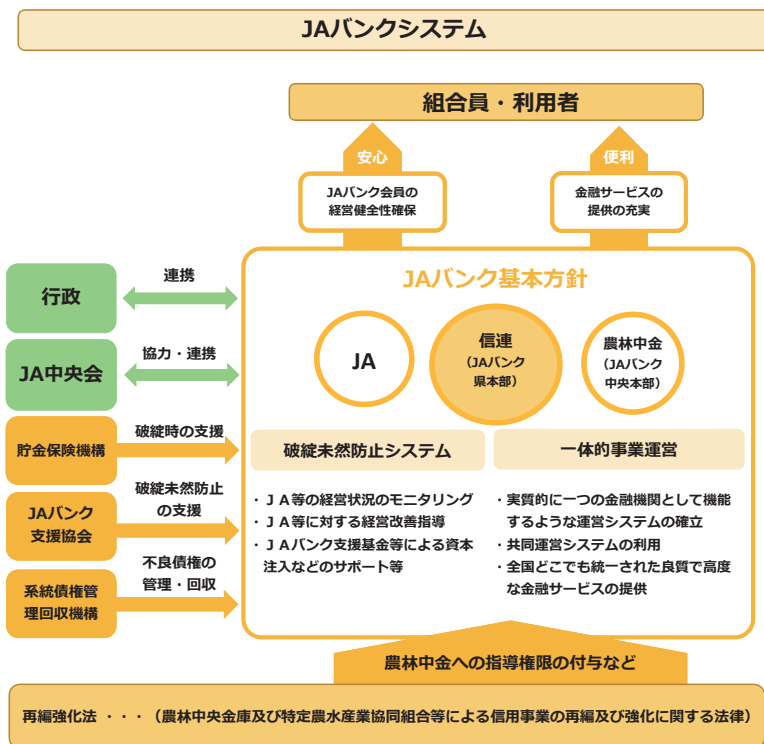 JAバンクシステム
組合員・利用者
安心
便利
JAバンク会員の
経営健全性確保
金融サービスの
提供の充実
JAバンク基本方針
行政
連携
JA中央会
協力・連携
貯金保険機構
破綻時の支援
JAバンク
支援協会
破綻未然防止
の支援
系統債権管
理回収機構
不良債権の
管理・回収
JA
信連
（JAバンク
県本部）
農林中金
（JAバンク
中央本部）
破綻未然防止システム
・ＪＡ等の経営状況のモニタリング
・ＪＡ等に対する経営改善指導
・ＪＡバンク支援基金等による資本
注入などのサポート等
一体的事業運営
・実質的に一つの金融機関として機能
するような運営システムの確立
・共同運営システムの利用
・全国どこでも統一された良質で高度
な金融サービスの提供
農林中金への指導権限の付与など
再編強化法 ・・・（農林中央金庫及び特定農水産業協同組合等による信用事業の再編及び強化に関する法律）